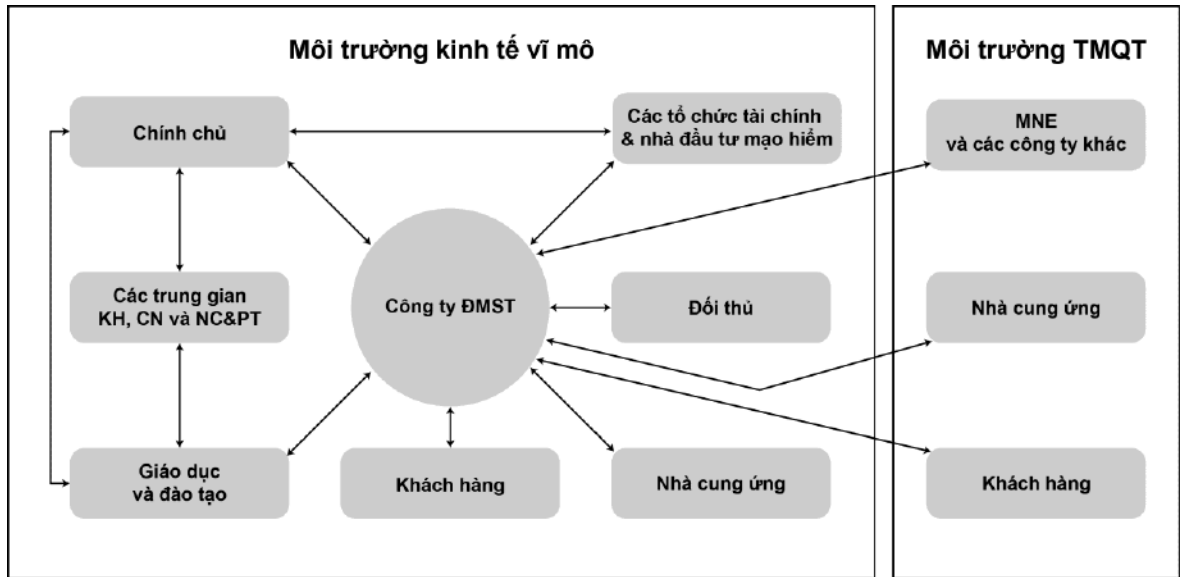 Môi trường kinh tế vĩ mô
Môi trường TMQT
Chính chủ
Các tổ chức tài chính
& nhà đầu tư mạo hiểm
MNE
và các công ty khác
Các trung gian
KH, CN và NC&PT
Công ty ĐMST
Đối thủ
Nhà cung ứng
Giáo dục
và đào tạo
Khách hàng
Nhà cung ứng
Khách hàng